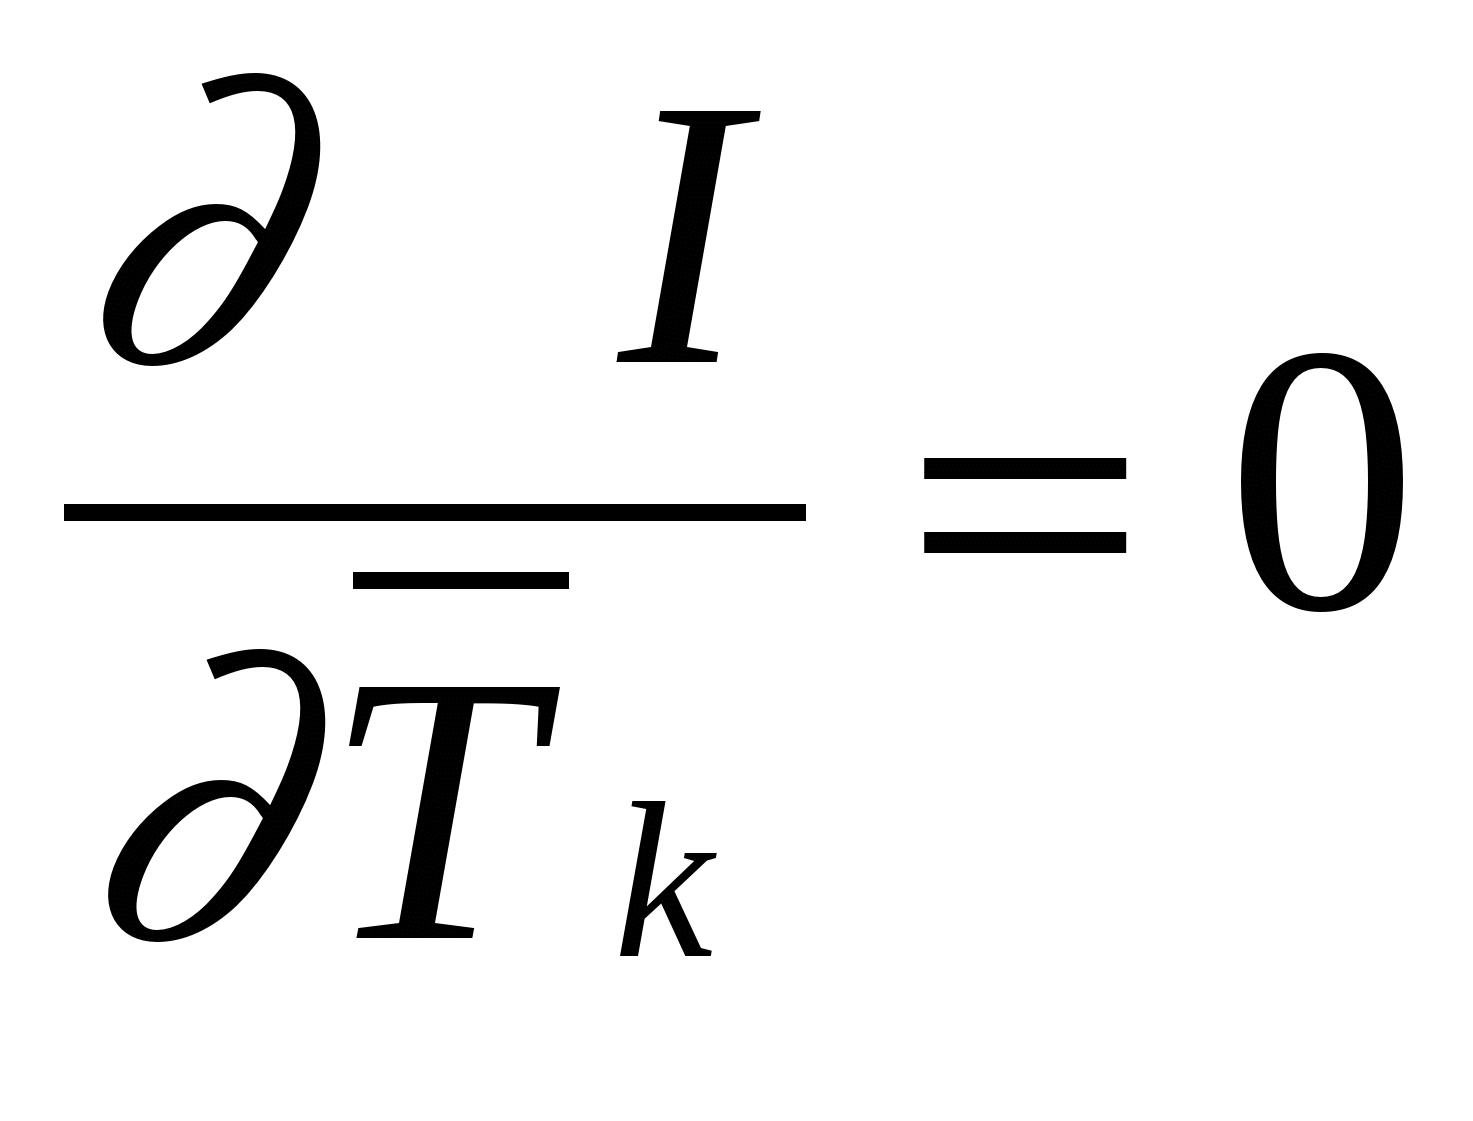 ∂ I
= 0
∂T̅ k